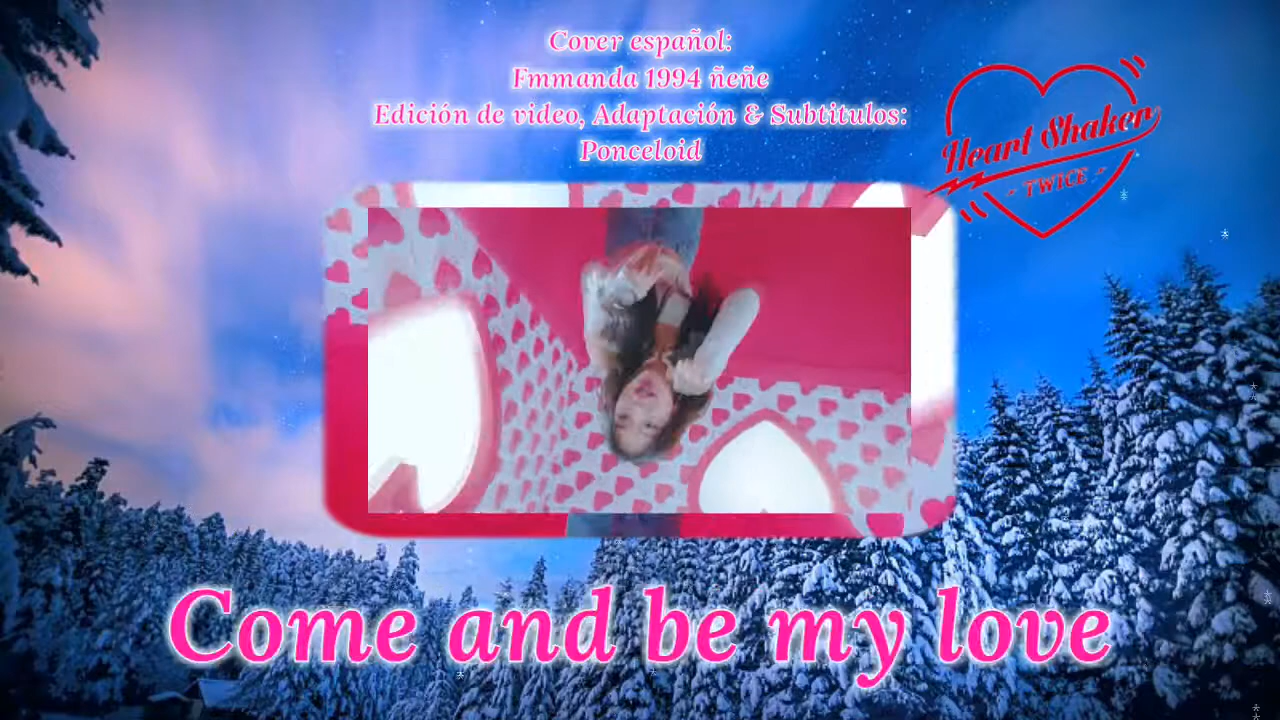 Cover español:
Fmmanda 1994 ñeñe
Edición de video, Adaptación & Subtitulos:
Ponceloid
Heart Shaker
- TWICE -
Come and be my love